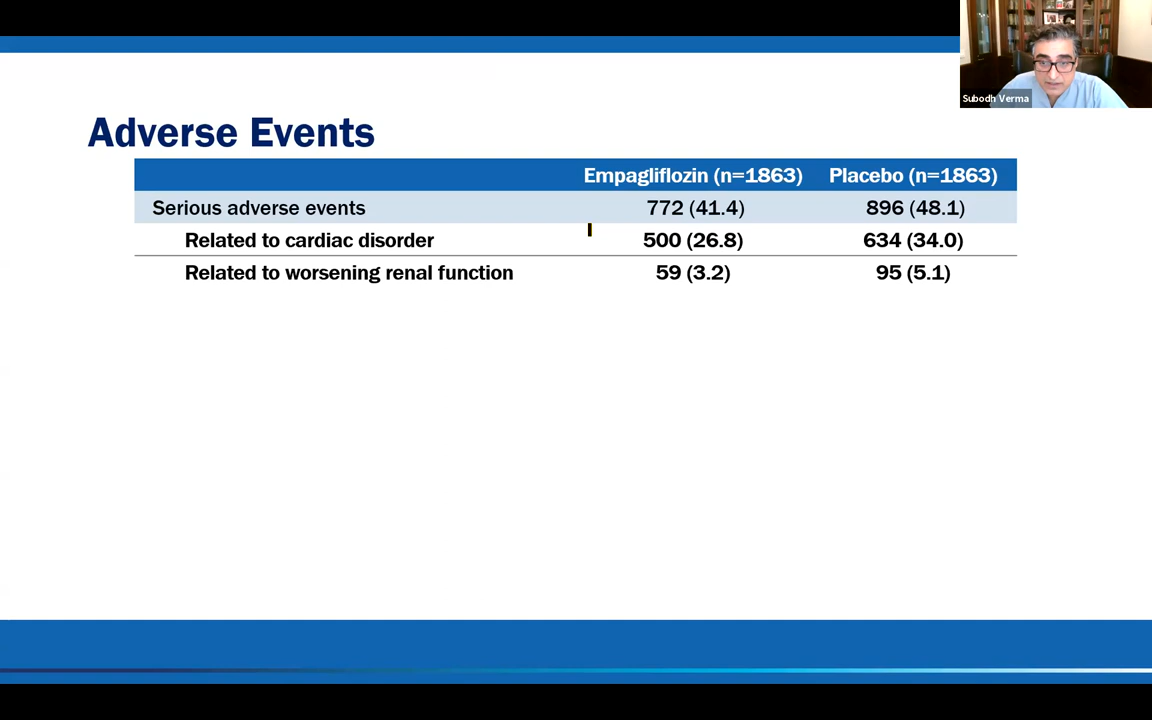 Subodh Verma
Adverse Events
Empagliflozin (n=1863) Placebo (n=1863)
Serious adverse events 772 (41.4) 896 (48.1)
Related to cardiac disorder 500 (26.8) 634 (34.0)
Related to worsening renal function 59 (3.2) 95 (5.1)